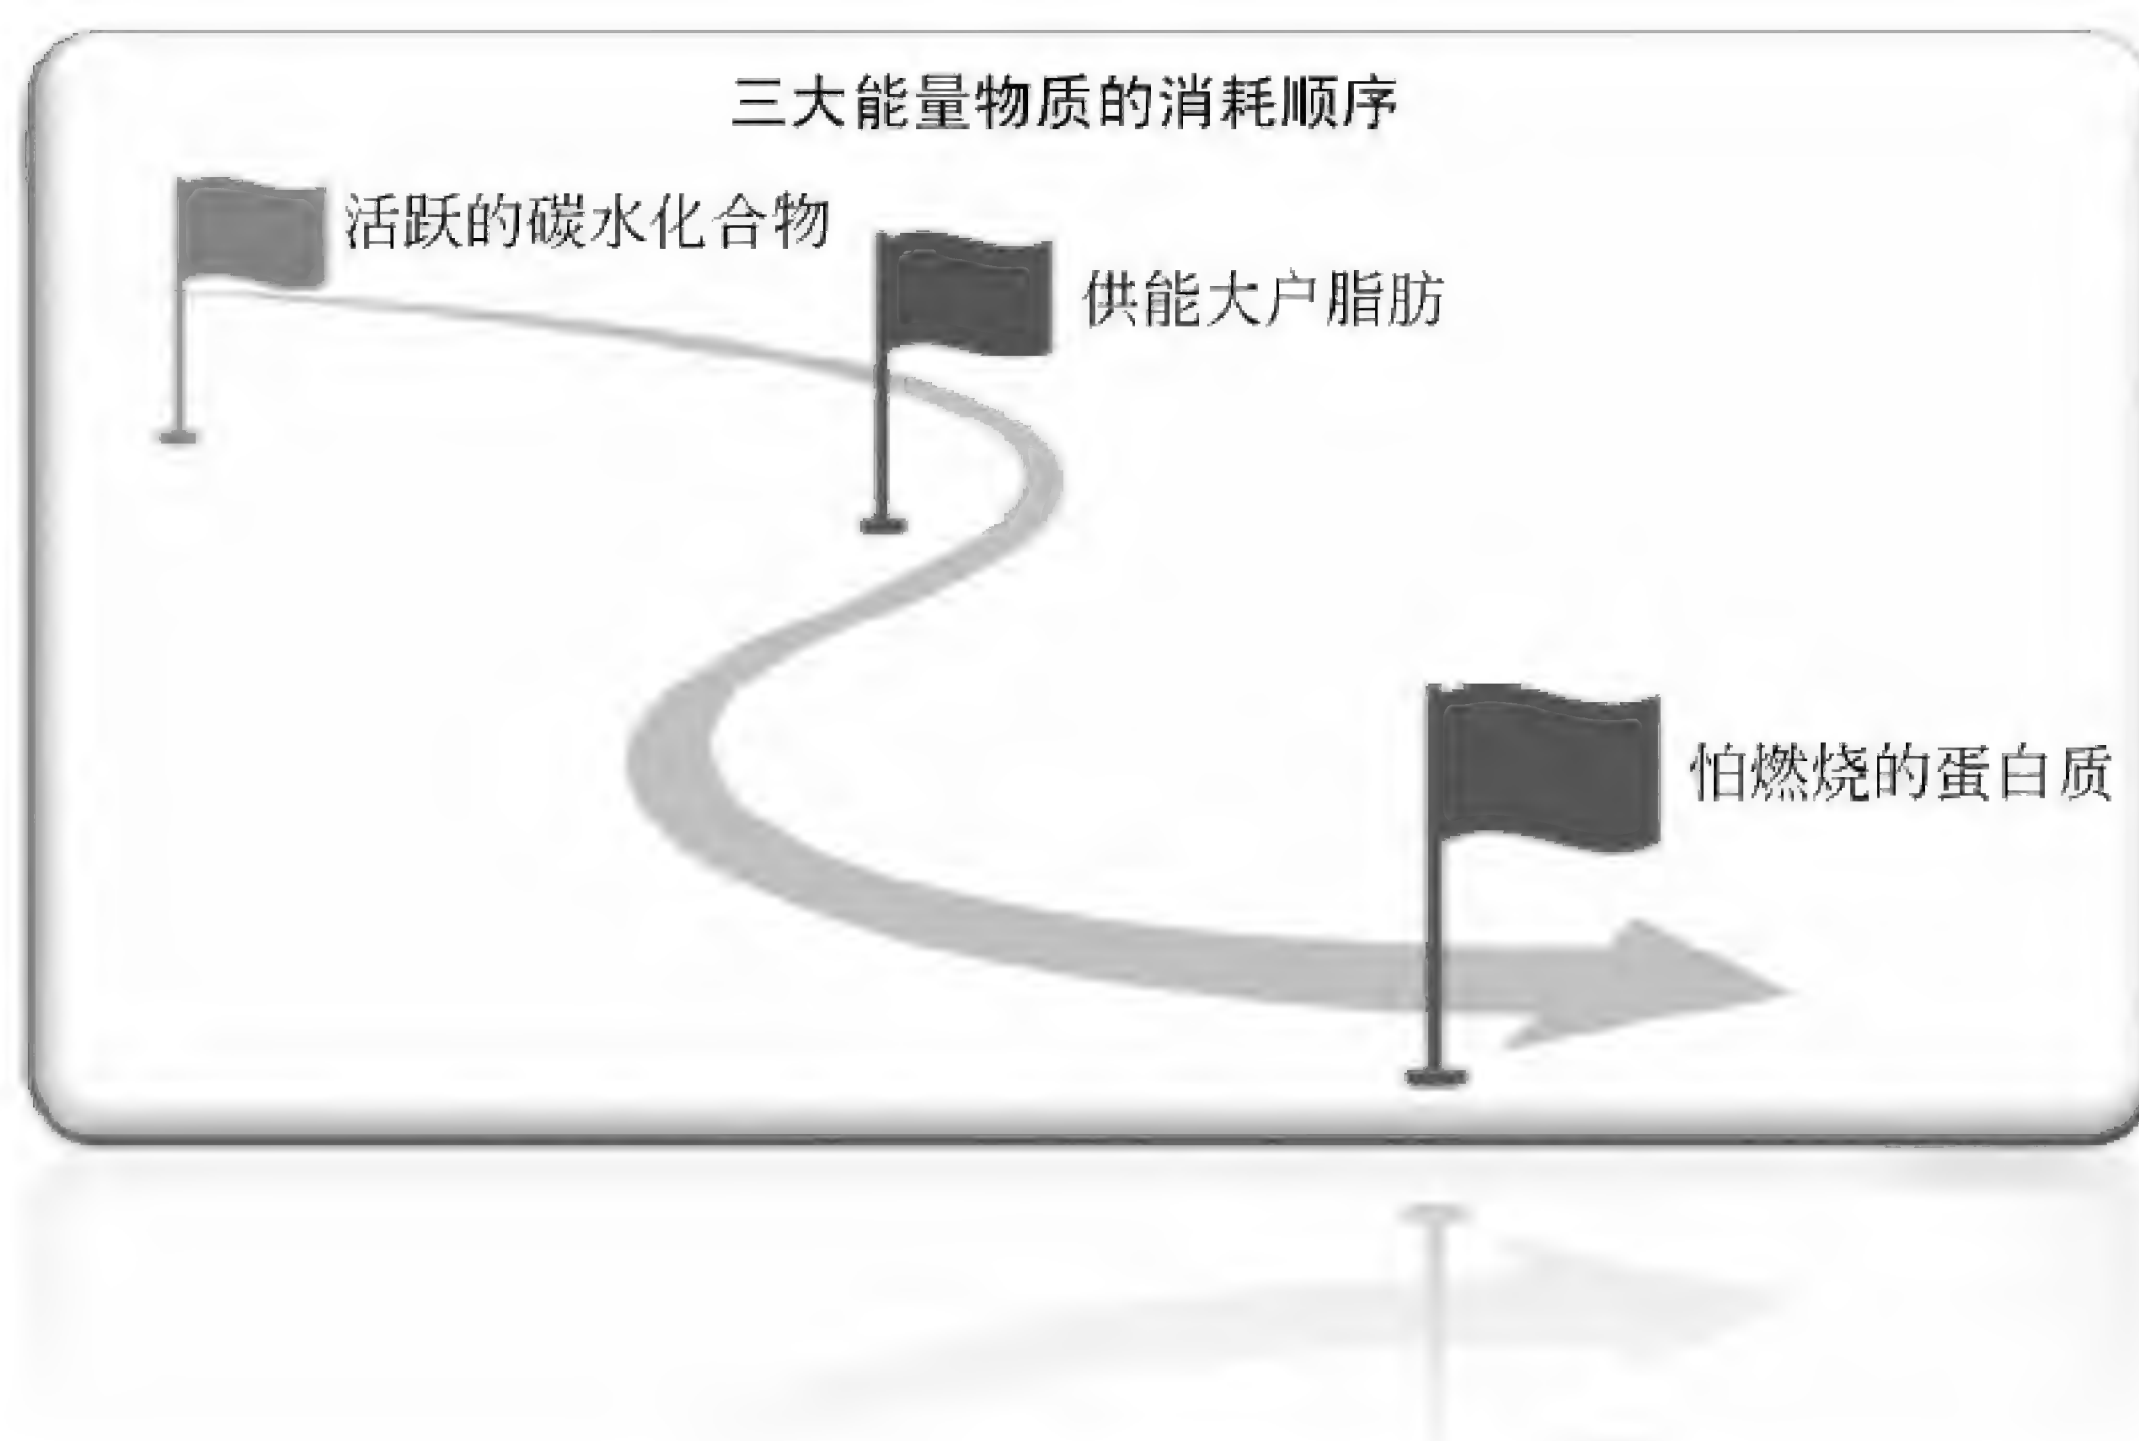 三大能量物质的消耗顺序
活跃的碳水化合物
供能大户脂肪
怕燃烧的蛋白质